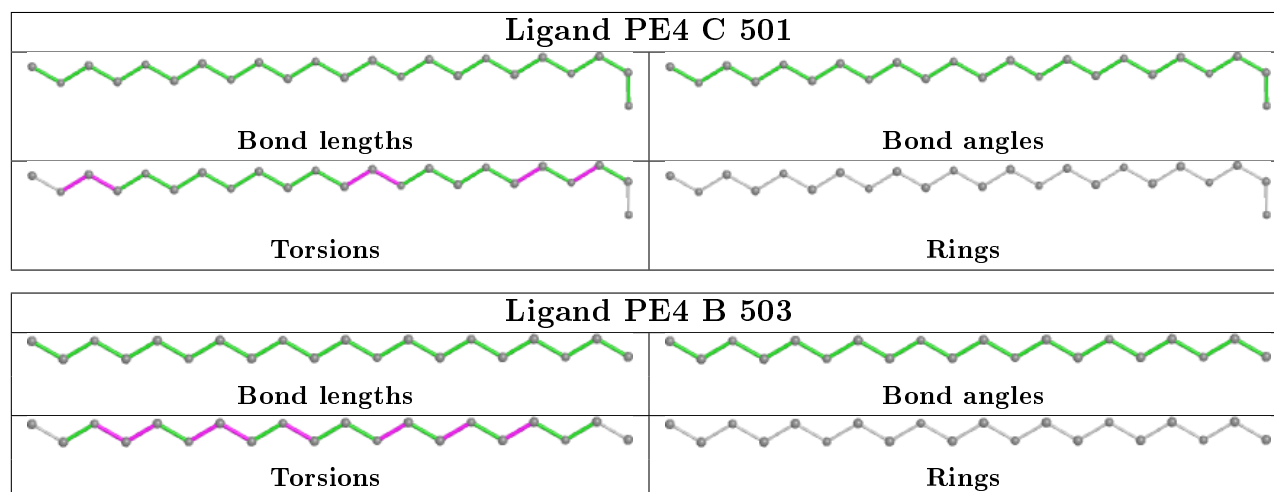 Ligand PE4 C 501
Bond lengths
Bond angles
Torsions
Rings
Ligand PE4 B 503
Bond lengths
Bond angles
Torsions
Rings